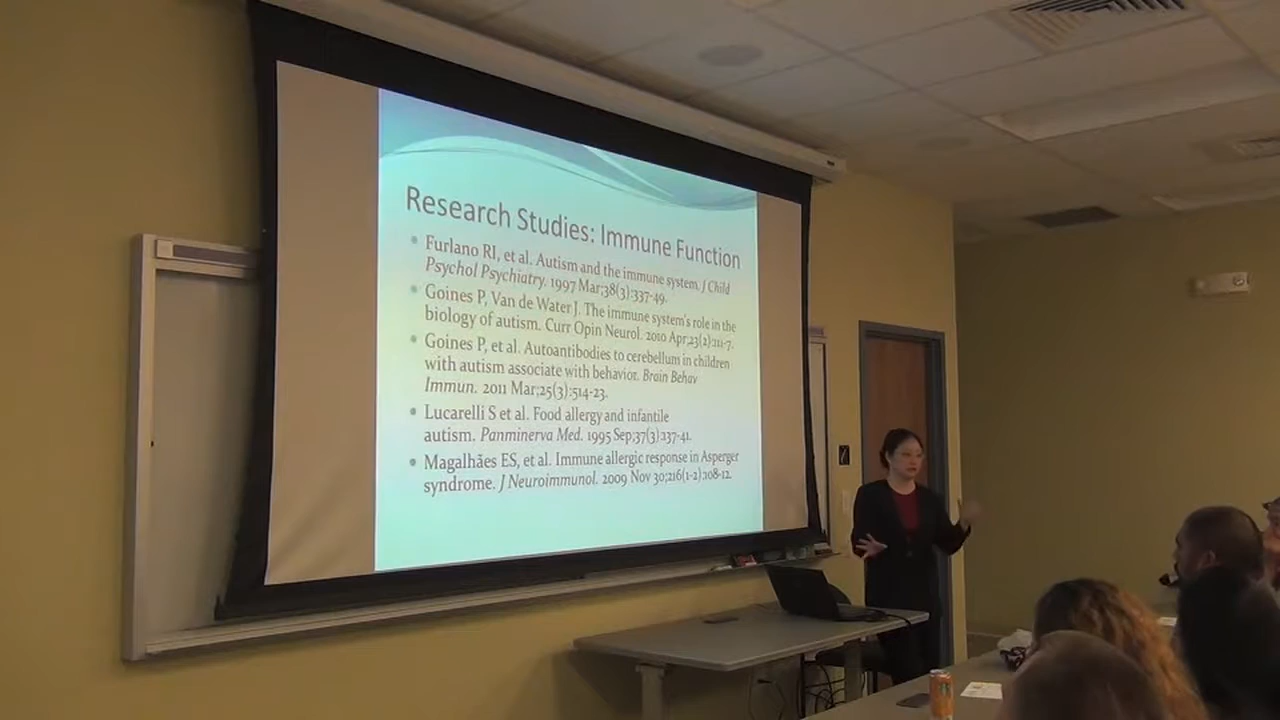 Research Studies: Immune Function
Furlano RI, et al. Autism and the immune system. J Child
Psychol Psychiatry. 1997 Mar;38(3):337-49.
Goines P, Van de Water J. The immune system's role in the
biology of autism. Curr Opin Neurol. 2010 Apr;23(2):111-7.
Goines P, et al. Autoantibodies to cerebellum in children
with autism associate with behavior. Brain Behav
Immun. 2011 Mar;25(3):514-23.
Lucarelli S et al. Food allergy and infantile
autism. Panminerva Med. 1995 Sep;37(3):137-41.
Magalhães ES, et al. Immune allergic response in Asperger
syndrome. J Neuroimmunol. 2009 Nov 30;216(1-2):108-12.